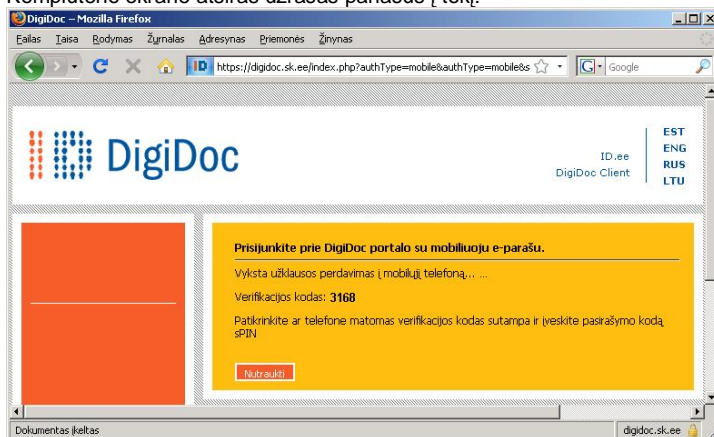 Kompiuterio ekrano atsiras užrašas panašus į tokį:
DigiDoc – Mozilla Firefox
Failas Taisa Rodymas Žurnalas Adresynas Priemonės Žinynas
https://digidoc.sk.ee/index.php?authType=mobile&authType=mobile&s
Google
DigiDoc
ID.ee
DigiDoc Client
EST
ENG
RUS
LTU
Prisijunkite prie DigiDoc portalo su mobiliuoju e-parašu.
Vyksta užklausos perdavimas į mobilųjį telefoną... ...
Verifikacijos kodas: 3168
Patikrinkite ar telefone matomas verifikacijos kodas sutampa ir įveskite pasirašymo kodą
sPIN
Nutraukti
Dokumentas įkeltas
digidoc.sk.ee